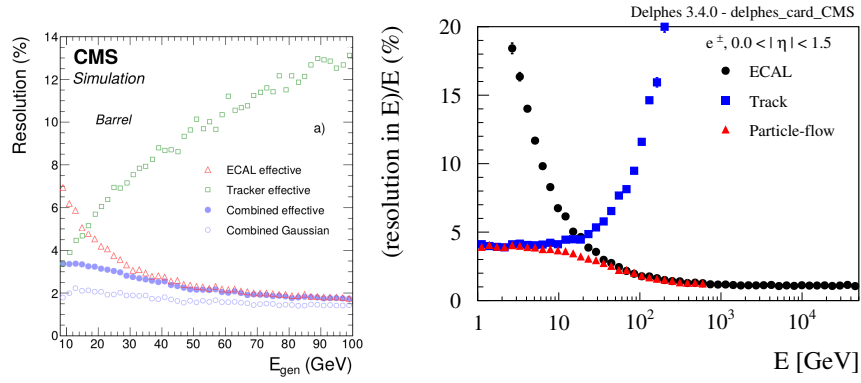 CMS
Simulation
Barrel
a)
ECAL effective
Tracker effective
Combined effective
Combined Gaussian
Resolution (%)
14
12
10
8
6
4
2
0
10 20 30 40 50 60 70 80 90 100
E_gen (GeV)
Delphes 3.4.0 - delphes_card_CMS
e±, 0.0 < | η | < 1.5
ECAL
Track
Particle-flow
(resolution in E)/E (%)
20
15
10
5
0
1 10 10² 10³ 10⁴
E [GeV]